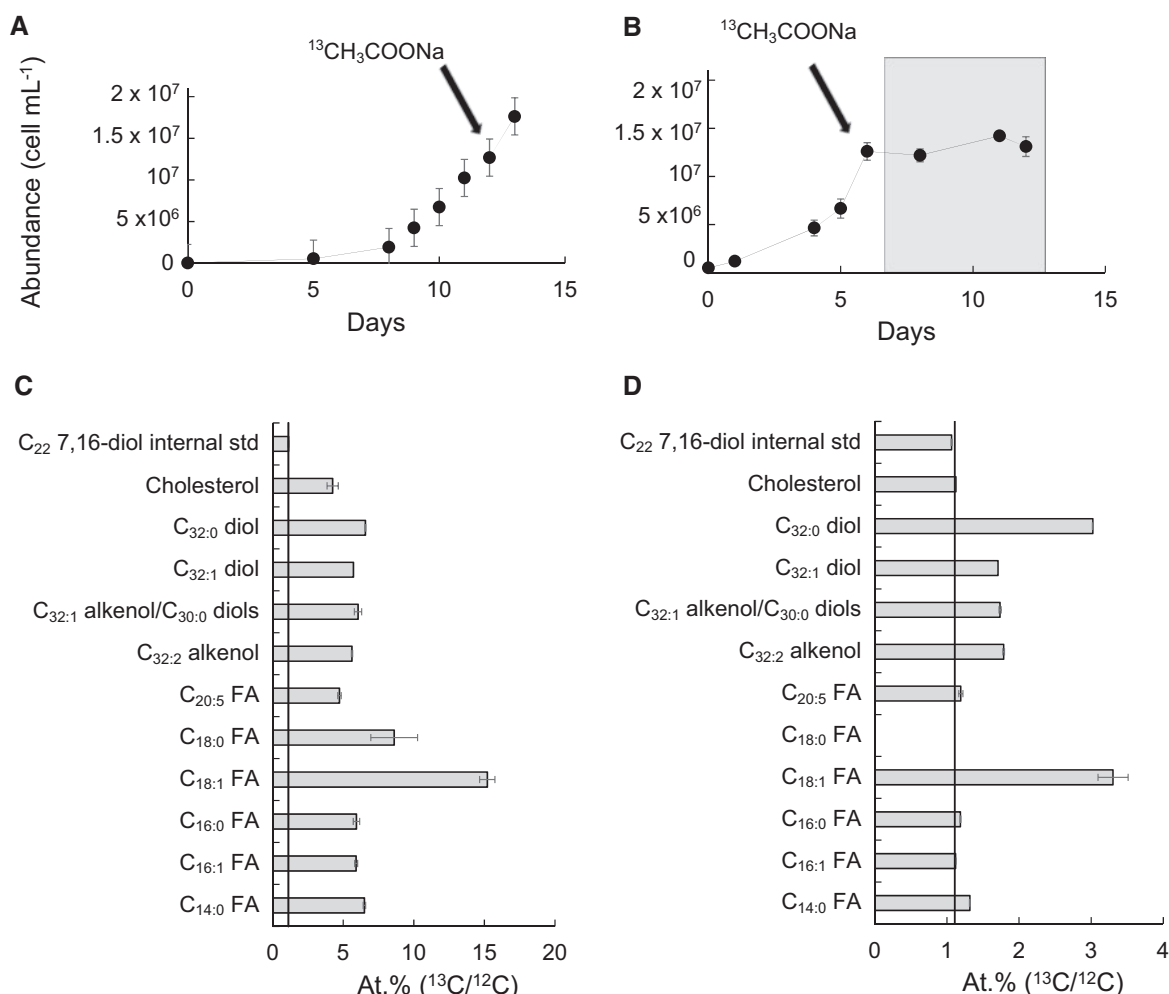 A
¹³CH₃COONa
Abundance (cell mL⁻¹)
2 x 10⁷
1.5 x10⁷
10⁷
5 x10⁶
0
0 5 10 15
Days
B
¹³CH₃COONa
2 x 10⁷
1.5 x 10⁷
10⁷
5 x 10⁶
0
0 5 10 15
Days
C
C₂₂ 7,16-diol internal std
Cholesterol
C₃₂:₀ diol
C₃₂:₁ diol
C₃₂:₁ alkenol/C₃₀:₀ diols
C₃₂:₂ alkenol
C₂₀:₅ FA
C₁₈:₀ FA
C₁₈:₁ FA
C₁₆:₀ FA
C₁₆:₁ FA
C₁₄:₀ FA
0 5 10 15 20
At.% (¹³C/¹²C)
D
C₂₂ 7,16-diol internal std
Cholesterol
C₃₂:₀ diol
C₃₂:₁ diol
C₃₂:₁ alkenol/C₃₀:₀ diols
C₃₂:₂ alkenol
C₂₀:₅ FA
C₁₈:₀ FA
C₁₈:₁ FA
C₁₆:₀ FA
C₁₆:₁ FA
C₁₄:₀ FA
0 1 2 3 4
At.% (¹³C/¹²C)